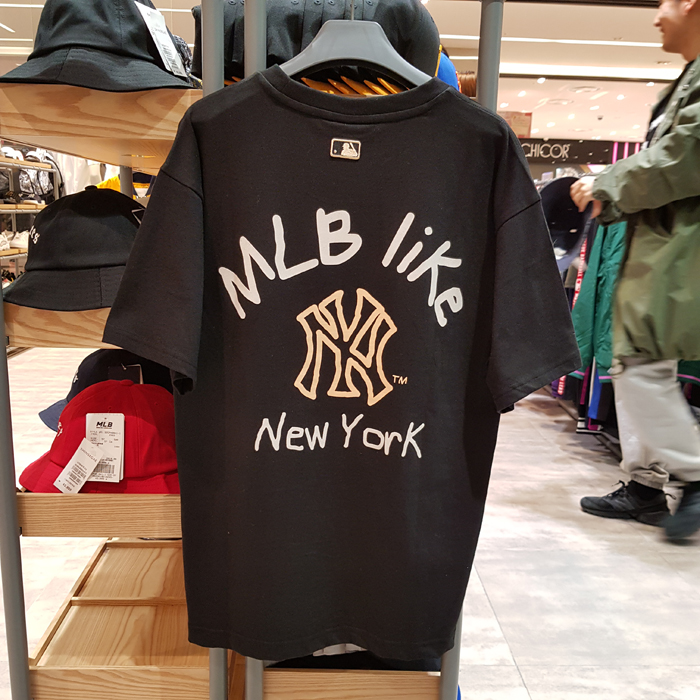 MLB like
NY
TM
New York
CHICOR
MLB